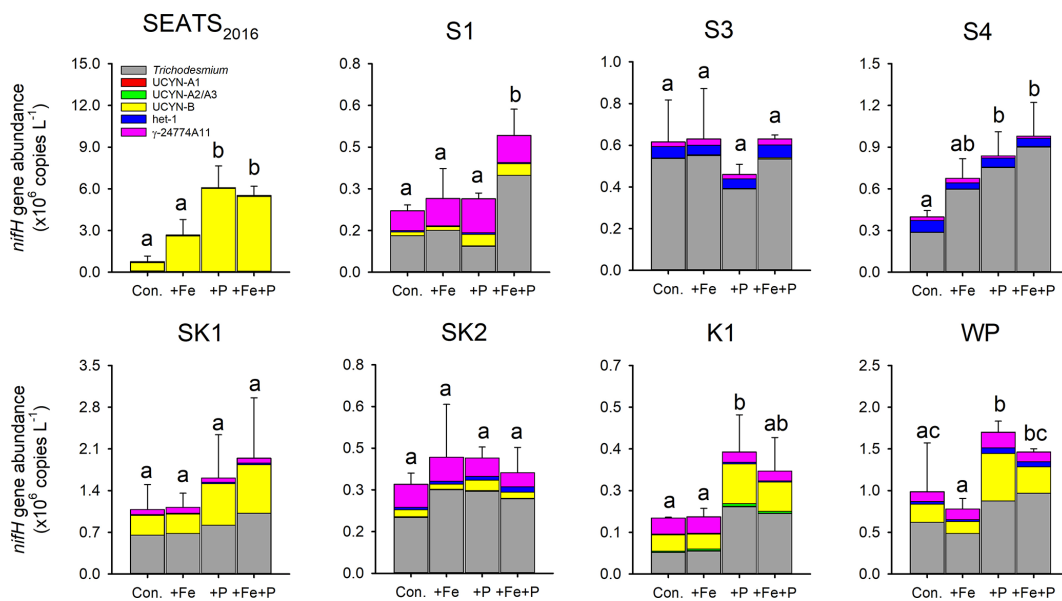 SEATS2016
S1
S3
S4
nifH gene abundance
(x10^6 copies L^-1)
15.0
12.0
9.0
6.0
3.0
0.0
Trichodesmium
UCYN-A1
UCYN-A2/A3
UCYN-B
het-1
γ-24774A11
a
a
b
b
Con. +Fe +P +Fe+P
0.8
0.6
0.5
0.3
0.2
0.0
a
a
a
b
Con. +Fe +P +Fe+P
1.0
0.8
0.6
0.4
0.2
0.0
a
a
a
a
Con. +Fe +P +Fe+P
1.5
1.2
0.9
0.6
0.3
0.0
a
ab
b
b
Con. +Fe +P +Fe+P
SK1
SK2
K1
WP
nifH gene abundance
(x10^6 copies L^-1)
3.5
2.8
2.1
1.4
0.7
0.0
a
a
a
a
Con. +Fe +P +Fe+P
0.8
0.6
0.5
0.3
0.2
0.0
a
a
a
a
Con. +Fe +P +Fe+P
0.7
0.6
0.4
0.3
0.1
0.0
a
a
b
ab
Con. +Fe +P +Fe+P
2.5
2.0
1.5
1.0
0.5
0.0
ac
a
b
bc
Con. +Fe +P +Fe+P